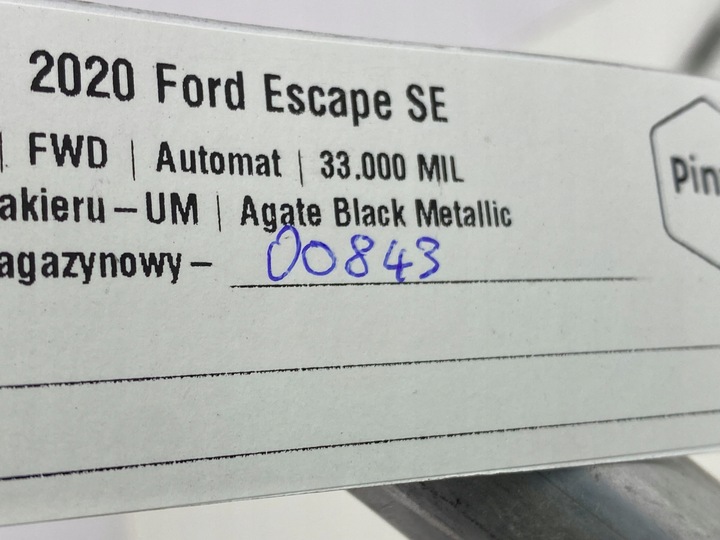 2020 Ford Escape SE
| FWD | Automat | 33.000 MIL
akieru – UM | Agate Black Metallic
agazynowy – 00843
Pin